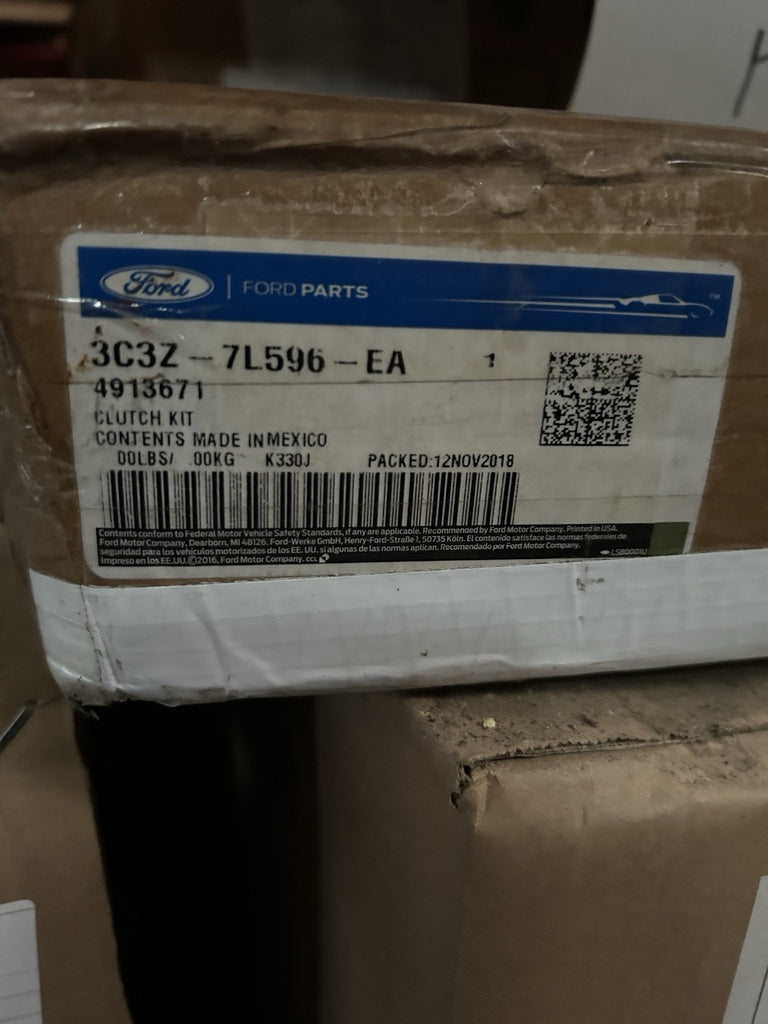 Ford | FORD PARTS ™
3C3Z-7L596-EA 1
4913671
CLUTCH KIT
CONTENTS MADE IN MEXICO
00LBS/ .00KG K330J PACKED:12NOV2018
Contents conform to Federal Motor Vehicle Safety Standards, if any are applicable. Recommended by Ford Motor Company. Printed in USA.
Ford Motor Company, Dearborn, MI 48126. Ford-Werke GmbH, Henry-Ford-Straße 1, 50735 Köln. El contenido satisface las normas federales de
seguridad para los vehículos motorizados de los EE. UU. si algunas de las normas aplican. Recomendado por Ford Motor Company.
Impreso en los EE.UU.©2016, Ford Motor Company. CCL
LSB0001U